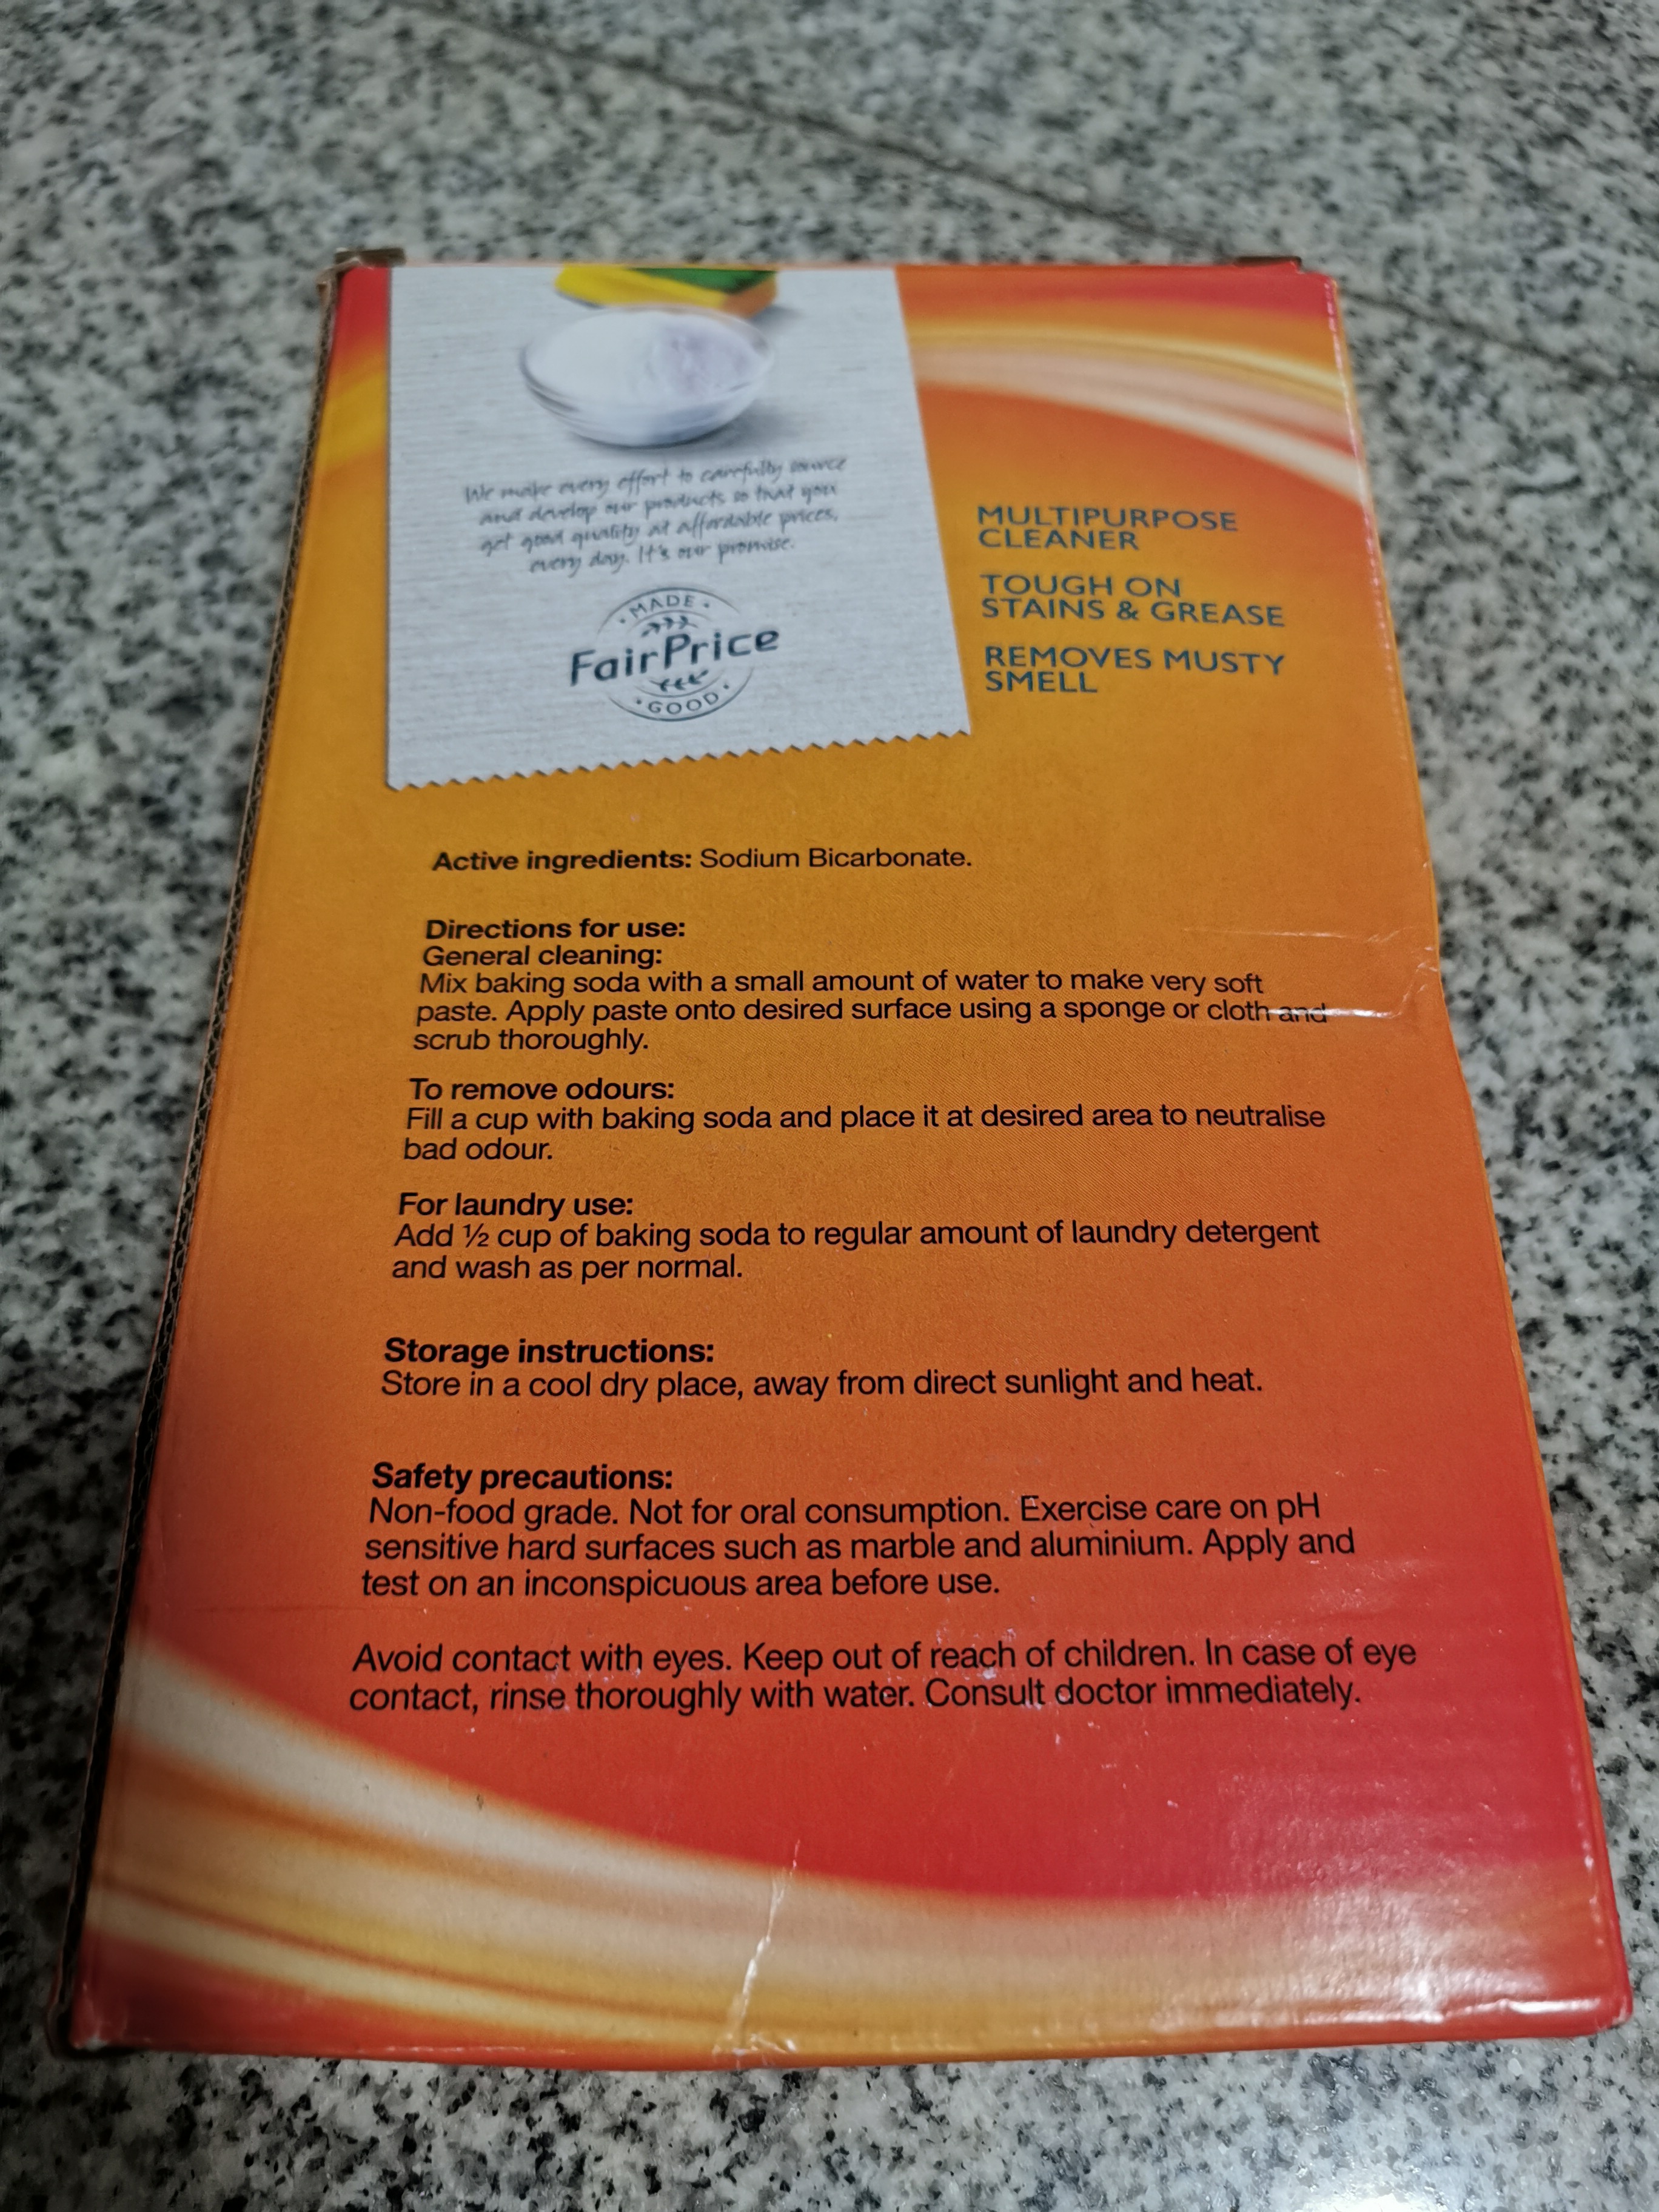 We make every effort to carefully source
and develop our products so that you
get good quality at affordable prices,
every day. It's our promise.
MADE
FairPrice
GOOD
MULTIPURPOSE
CLEANER
TOUGH ON
STAINS & GREASE
REMOVES MUSTY
SMELL
Active ingredients: Sodium Bicarbonate.
Directions for use:
General cleaning:
Mix baking soda with a small amount of water to make very soft
paste. Apply paste onto desired surface using a sponge or cloth and
scrub thoroughly.
To remove odours:
Fill a cup with baking soda and place it at desired area to neutralise
bad odour.
For laundry use:
Add ½ cup of baking soda to regular amount of laundry detergent
and wash as per normal.
Storage instructions:
Store in a cool dry place, away from direct sunlight and heat.
Safety precautions:
Non-food grade. Not for oral consumption. Exercise care on pH
sensitive hard surfaces such as marble and aluminium. Apply and
test on an inconspicuous area before use.
Avoid contact with eyes. Keep out of reach of children. In case of eye
contact, rinse thoroughly with water. Consult doctor immediately.